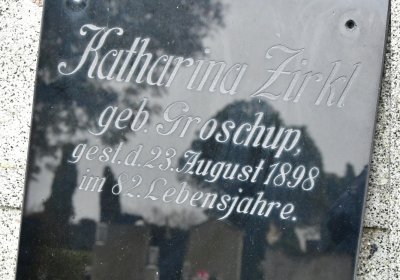 Katharina Zirkl
geb. Groschup,
gest. d. 23. August 1898
im 82. Lebensjahre.